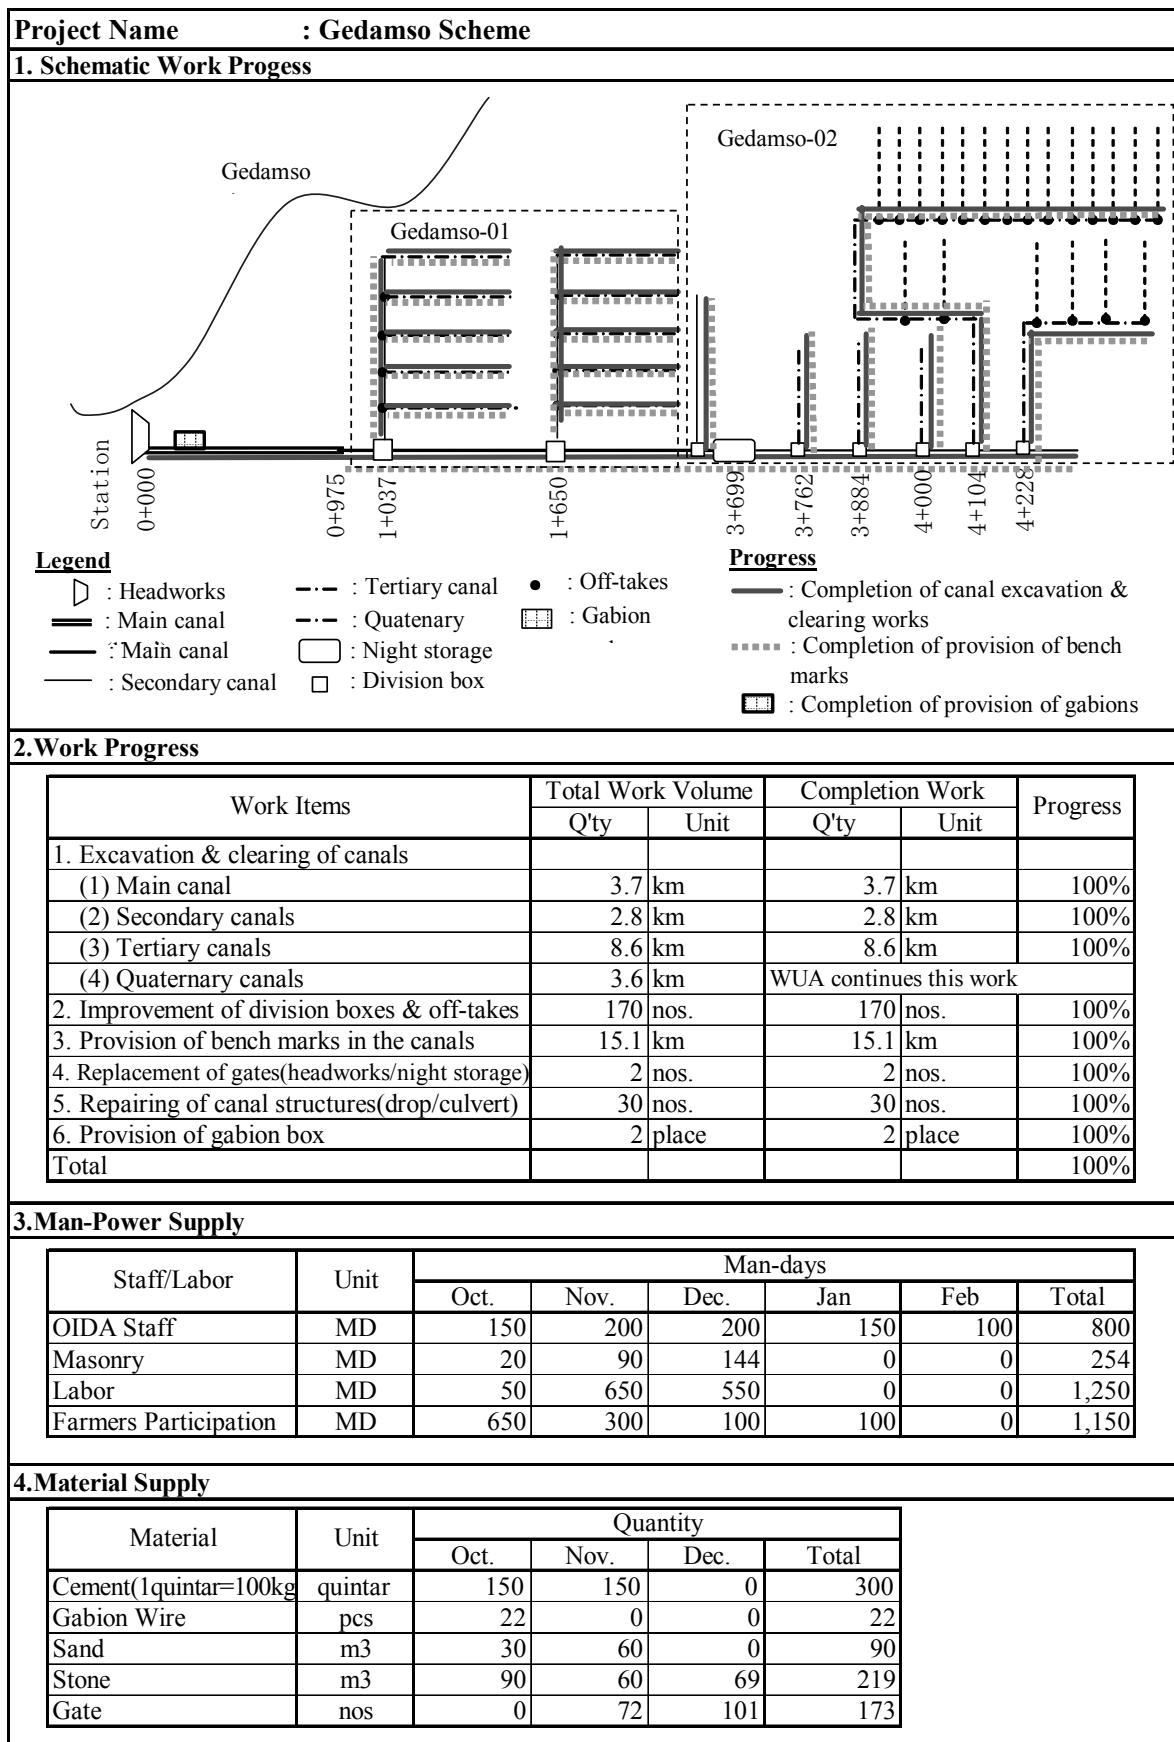 Project Name : Gedamso Scheme
1. Schematic Work Progess
Gedamso
Gedamso-01
Gedamso-02
Station
0+000
0+975
1+037
1+650
3+699
3+762
3+884
4+000
4+104
4+228
Legend
: Headworks
: Main canal
: Main canal
: Secondary canal
: Tertiary canal
: Quatenary
: Night storage
: Division box
: Off-takes
: Gabion
Progress
: Completion of canal excavation &
clearing works
: Completion of provision of bench
marks
: Completion of provision of gabions
2.Work Progress
Work Items Total Work Volume Completion Work Progress
Q'ty Unit Q'ty Unit
1. Excavation & clearing of canals
(1) Main canal 3.7 km 3.7 km 100%
(2) Secondary canals 2.8 km 2.8 km 100%
(3) Tertiary canals 8.6 km 8.6 km 100%
(4) Quaternary canals 3.6 km WUA continues this work
2. Improvement of division boxes & off-takes 170 nos. 170 nos. 100%
3. Provision of bench marks in the canals 15.1 km 15.1 km 100%
4. Replacement of gates(headworks/night storage) 2 nos. 2 nos. 100%
5. Repairing of canal structures(drop/culvert) 30 nos. 30 nos. 100%
6. Provision of gabion box 2 place 2 place 100%
Total 100%
3.Man-Power Supply
Staff/Labor Unit Man-days
Oct. Nov. Dec. Jan Feb Total
OIDA Staff MD 150 200 200 150 100 800
Masonry MD 20 90 144 0 0 254
Labor MD 50 650 550 0 0 1,250
Farmers Participation MD 650 300 100 100 0 1,150
4.Material Supply
Material Unit Quantity
Oct. Nov. Dec. Total
Cement(1quintar=100kg quintar 150 150 0 300
Gabion Wire pcs 22 0 0 22
Sand m3 30 60 0 90
Stone m3 90 60 69 219
Gate nos 0 72 101 173